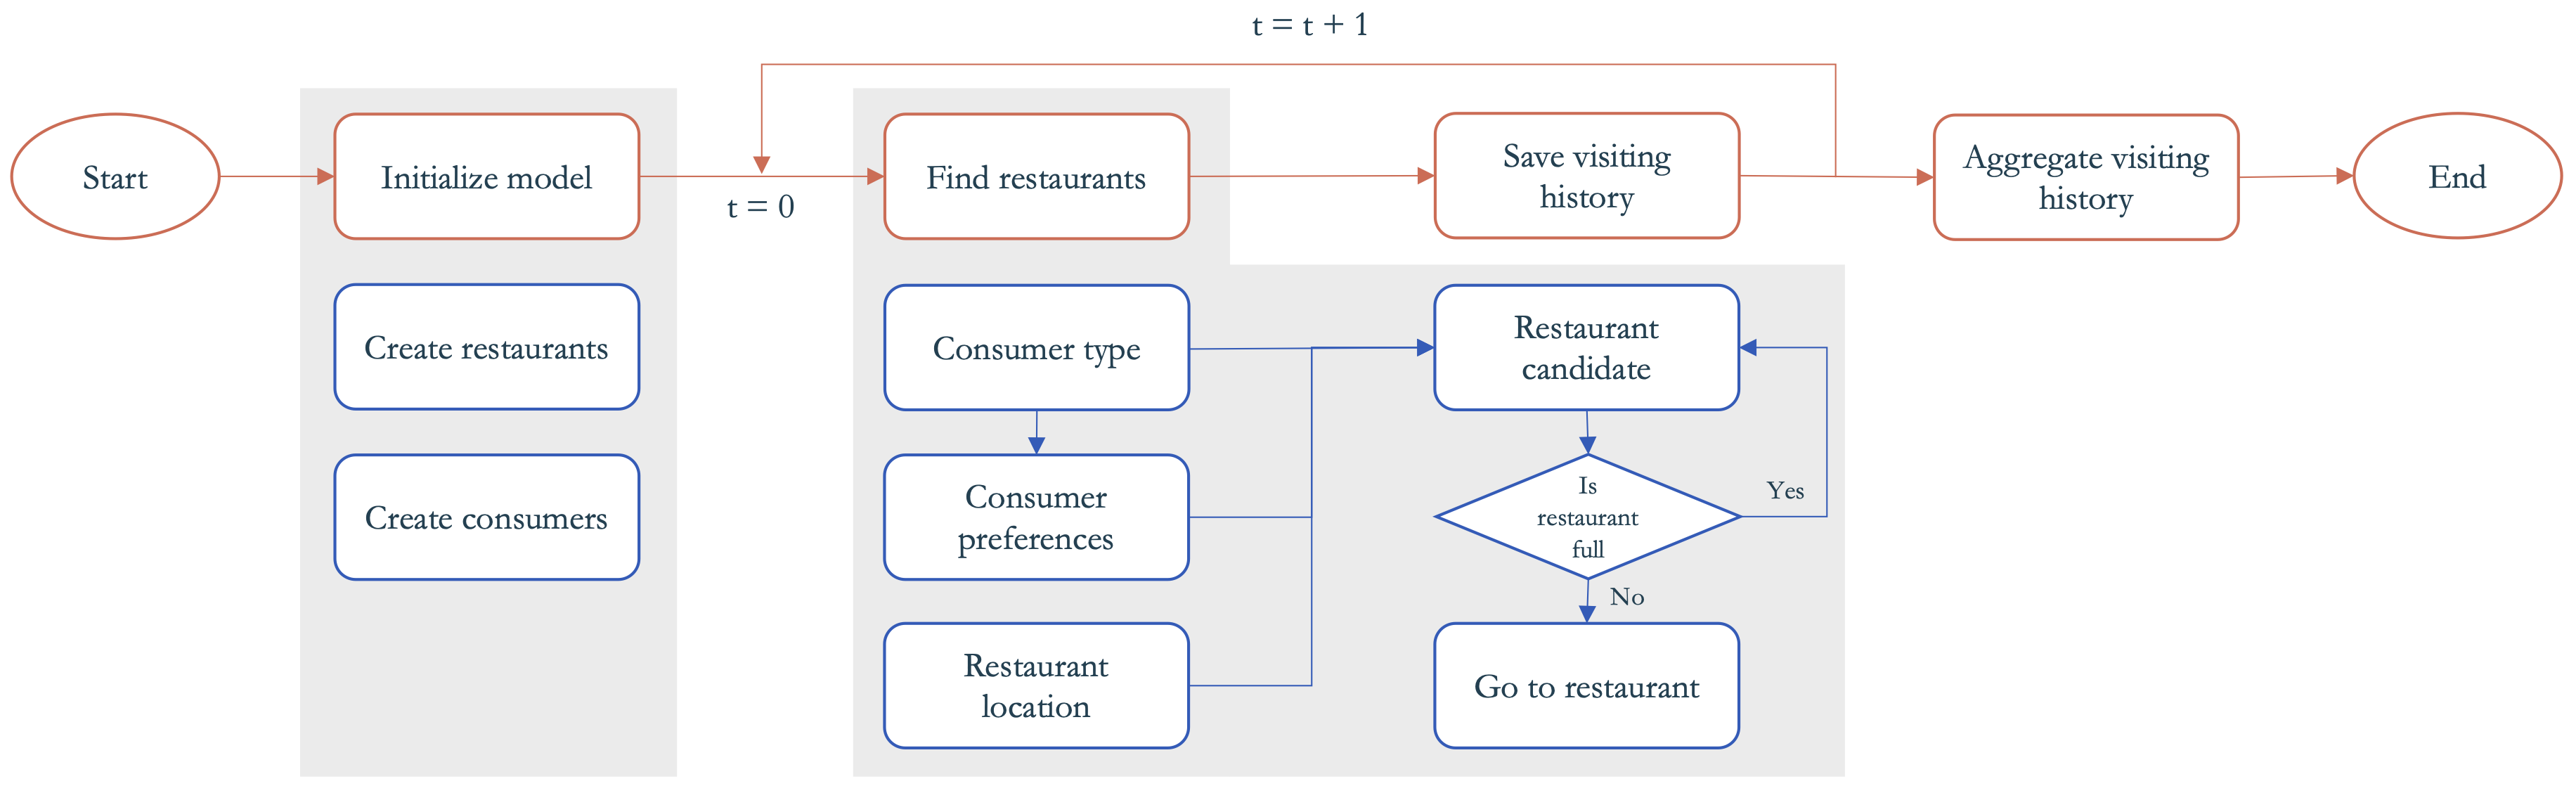 t = t + 1
Start
Initialize model
t = 0
Find restaurants
Save visiting
history
Aggregate visiting
history
End
Create restaurants
Create consumers
Consumer type
Consumer
preferences
Restaurant
location
Restaurant
candidate
Is
restaurant
full
Yes
No
Go to restaurant